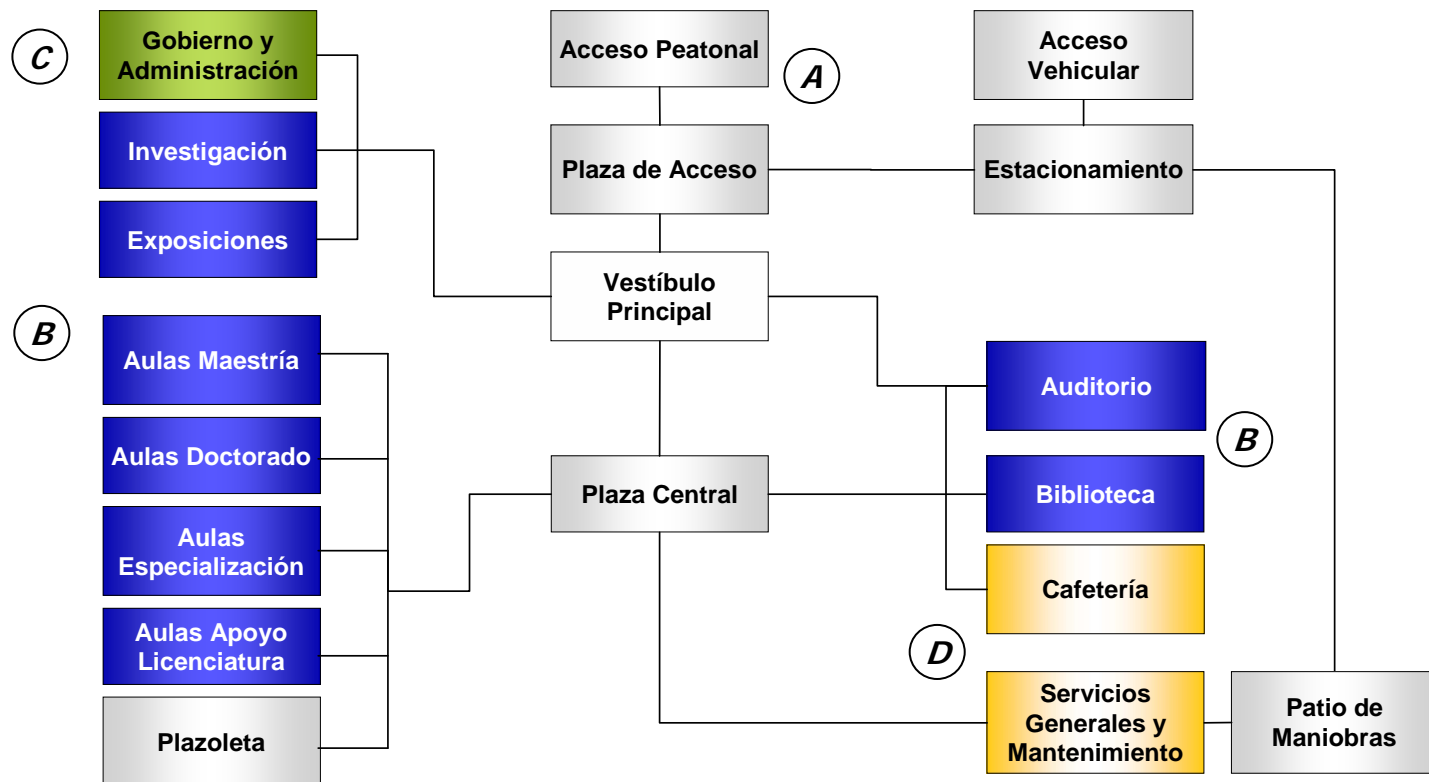 C
Gobierno y
Administración
Investigación
Exposiciones
Acceso Peatonal
A
Acceso
Vehicular
Plaza de Acceso
Estacionamiento
Vestíbulo
Principal
B
Aulas Maestría
Aulas Doctorado
Aulas
Especialización
Aulas Apoyo
Licenciatura
Plazoleta
Plaza Central
Auditorio
B
Biblioteca
Cafetería
D
Servicios
Generales y
Mantenimiento
Patio de
Maniobras